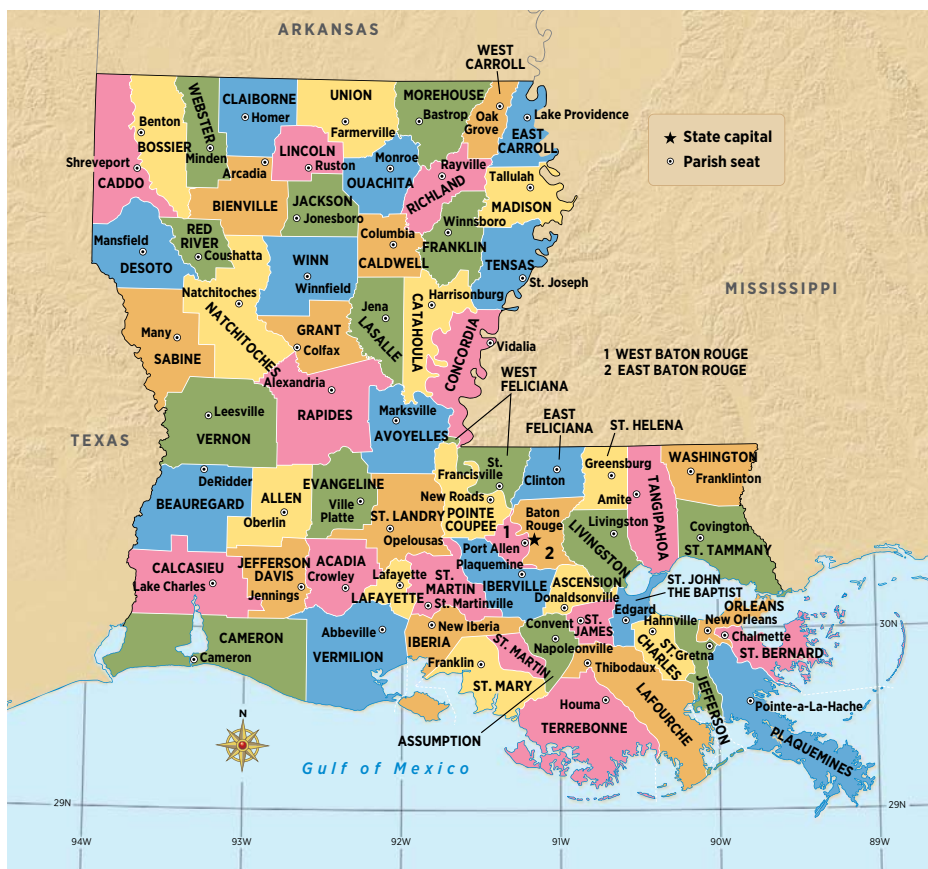 ARKANSAS
WEST
CARROLL
WEBSTER
CLAIBORNE
Homer
UNION
Farmerville
MOREHOUSE
Bastrop
Oak
Grove
Lake Providence
EAST
CARROLL
Benton
BOSSIER
Minden
Shreveport
CADDO
Arcadia
LINCOLN
Ruston
Monroe
OUACHITA
Rayville
RICHLAND
Tallulah
MADISON
★ State capital
Parish seat
BIENVILLE
JACKSON
Jonesboro
Winnsboro
FRANKLIN
Columbia
CALDWELL
RED
RIVER
Coushatta
Mansfield
DESOTO
WINN
Winnfield
TENSAS
St. Joseph
MISSISSIPPI
Natchitoches
NATCHITOCHES
Jena
LASALLE
Harrisonburg
CATAHOULA
Many
SABINE
GRANT
Colfax
CONCORDIA
Vidalia
1 WEST BATON ROUGE
2 EAST BATON ROUGE
Alexandria
RAPIDES
WEST
FELICIANA
Leesville
VERNON
Marksville
AVOYELLES
EAST
FELICIANA
ST. HELENA
TEXAS
DeRidder
BEAUREGARD
ALLEN
Oberlin
EVANGELINE
Ville
Platte
ST. LANDRY
Opelousas
St.
Francisville
New Roads
POINTE
COUPEE
Clinton
Greensburg
Amite
TANGIPAHOA
WASHINGTON
Franklinton
Baton
Rouge
1
2
Port Allen
Plaquemine
IBERVILLE
Livingston
LIVINGSTON
Covington
ST. TAMMANY
CALCASIEU
Lake Charles
JEFFERSON
DAVIS
Jennings
ACADIA
Crowley
Lafayette
LAFAYETTE
ST.
MARTIN
St. Martinville
ASCENSION
Donaldsonville
ST. JOHN
THE BAPTIST
Edgard
Hahnville
ORLEANS
New Orleans
30N
CAMERON
Cameron
Abbeville
VERMILION
New Iberia
IBERIA
Convent
ST.
JAMES
Napoleonville
ST.
CHARLES
Gretna
Chalmette
ST. BERNARD
Franklin
ST. MARY
ST. MARTIN
Thibodaux
LAFOURCHE
JEFFERSON
Houma
TERREBONNE
Pointe-a-La-Hache
PLAQUEMINES
ASSUMPTION
N
Gulf of Mexico
29N
29N
94W
93W
92W
91W
90W
89W